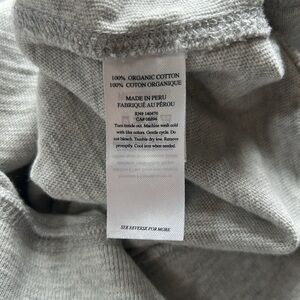 100% ORGANIC COTTON
100% COTON ORGANIQUE
MADE IN PERU
FABRIQUÉ AU PÉROU
Turn inside out. Machine wash cold
with like colors. Gentle cycle. Do
not bleach. Tumble dry low. Remove
promptly. Cool iron when needed.
SEE REVERSE FOR MORE